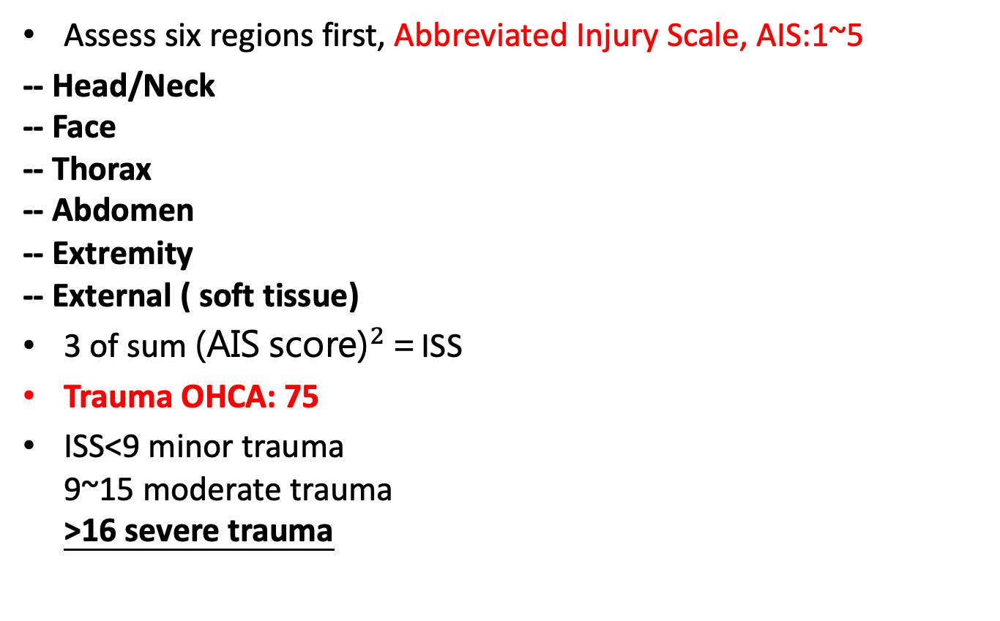 • Assess six regions first, Abbreviated Injury Scale, AIS:1~5
-- Head/Neck
-- Face
-- Thorax
-- Abdomen
-- Extremity
-- External ( soft tissue)
• 3 of sum (AIS score)² = ISS
• Trauma OHCA: 75
• ISS<9 minor trauma
9~15 moderate trauma
>16 severe trauma